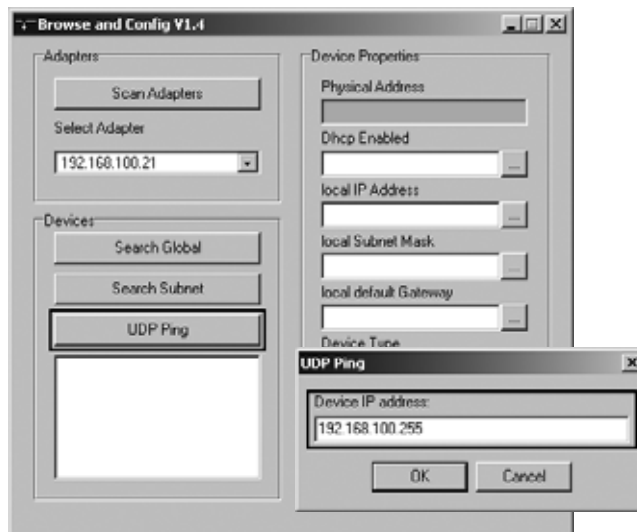 Browse and Config V1.4
Adapters
Scan Adapters
Select Adapter
192.168.100.21
Devices
Search Global
Search Subnet
UDP Ping
Device Properties
Physical Address
Dhcp Enabled
...
local IP Address
...
local Subnet Mask
...
local default Gateway
...
Device Type
UDP Ping
Device IP address:
192.168.100.255
OK
Cancel